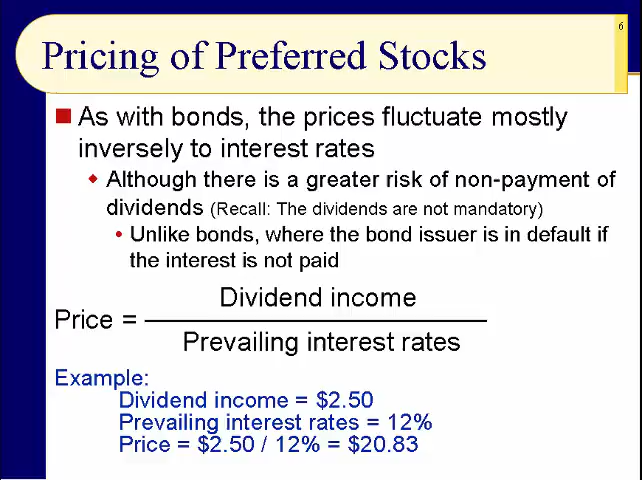 6
Pricing of Preferred Stocks
As with bonds, the prices fluctuate mostly
inversely to interest rates
Although there is a greater risk of non-payment of
dividends (Recall: The dividends are not mandatory)
Unlike bonds, where the bond issuer is in default if
the interest is not paid
Price = Dividend income
Prevailing interest rates
Example:
Dividend income = $2.50
Prevailing interest rates = 12%
Price = $2.50 / 12% = $20.83